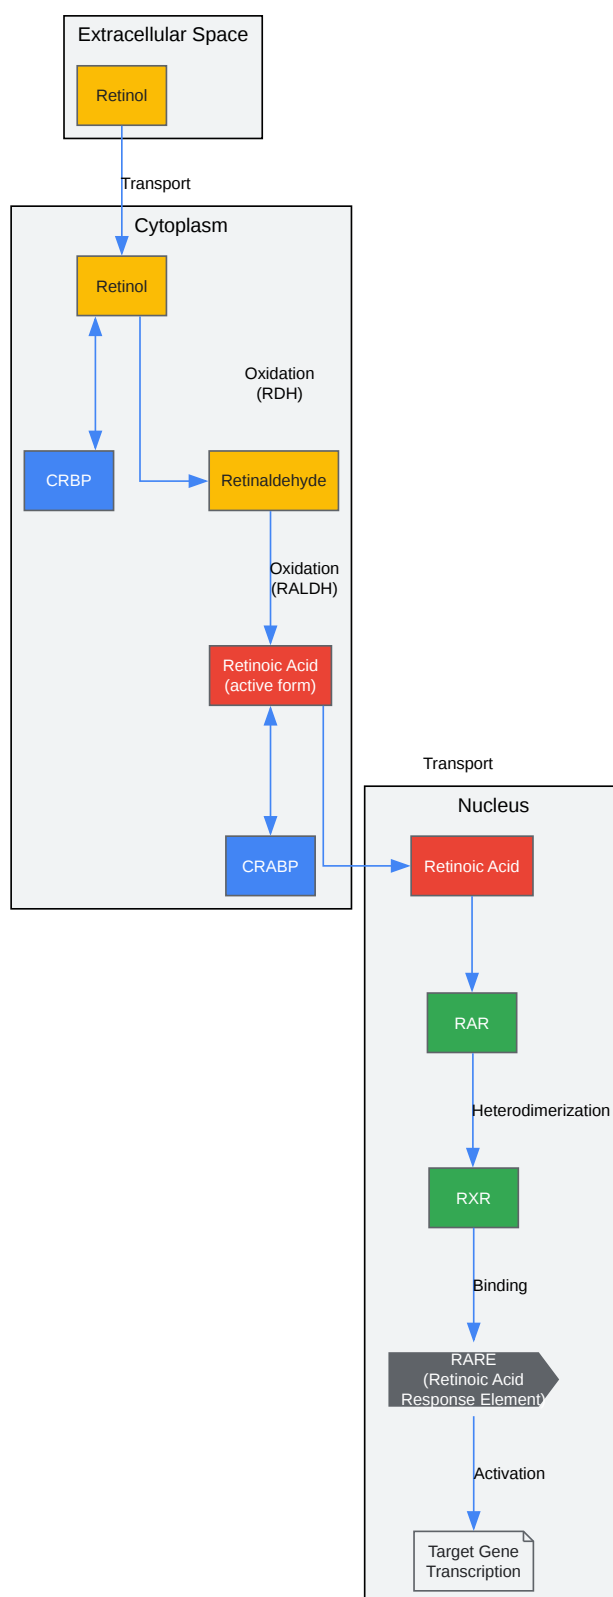 Extracellular Space
Retinol
Transport
Cytoplasm
Retinol
Oxidation
(RDH)
CRBP
Retinaldehyde
Oxidation
(RALDH)
Retinoic Acid
(active form)
Transport
Nucleus
CRABP
Retinoic Acid
RAR
Heterodimerization
RXR
Binding
RARE
(Retinoic Acid
Response Element)
Activation
Target Gene
Transcription